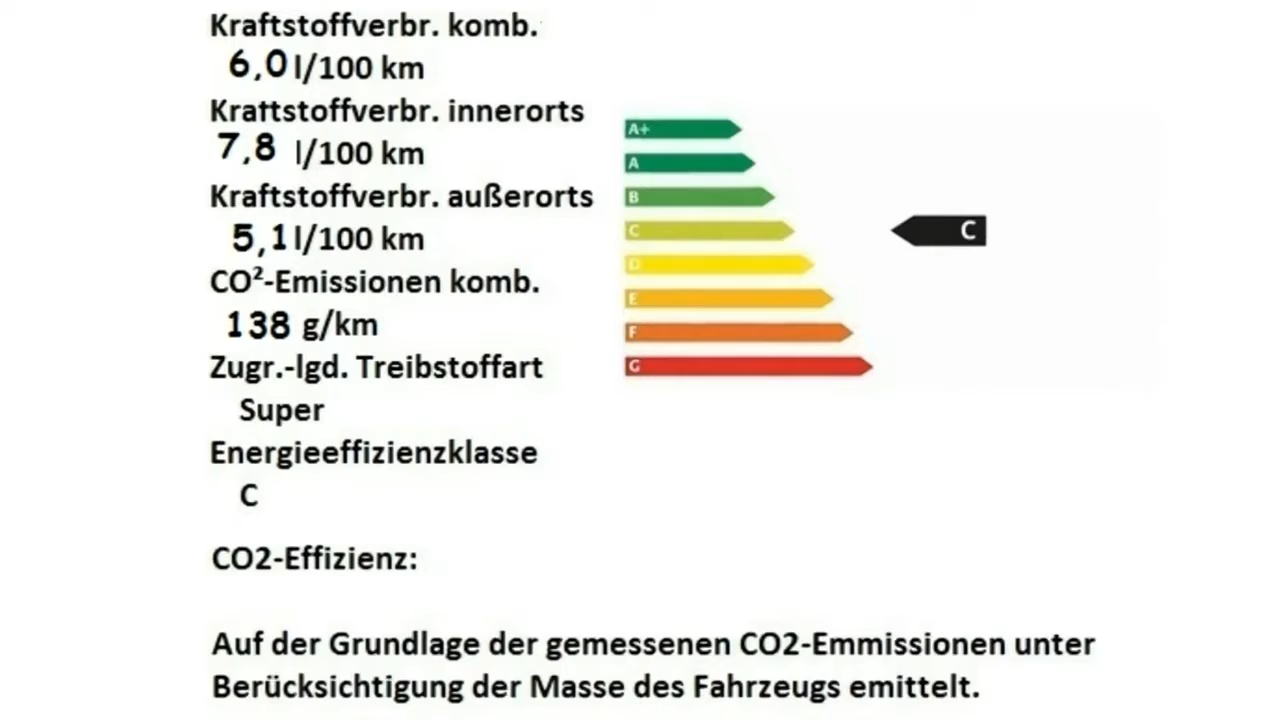 Kraftstoffverbr. komb.
6,0 l/100 km
Krattstoffverbr. innerorts
7,8 l/100 km
Kraftstoffverbr. außerorts
5,1 l/100 km
CO²-Emissionen komb.
138 g/km
Zugr.-lgd. Treibstoffart
Super
Energieeffizienzklasse
C
A+
A
B
C
D
E
F
G
C
CO2-Effizienz:
Auf der Grundlage der gemessenen CO2-Emmissionen unter
Berücksichtigung der Masse des Fahrzeugs emittelt.